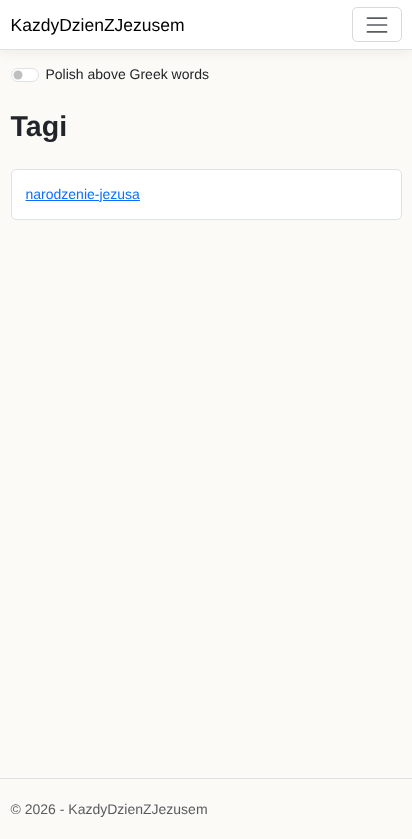 KazdyDzienZJezusem
Polish above Greek words
Tagi
narodzenie-jezusa
© 2026 - KazdyDzienZJezusem